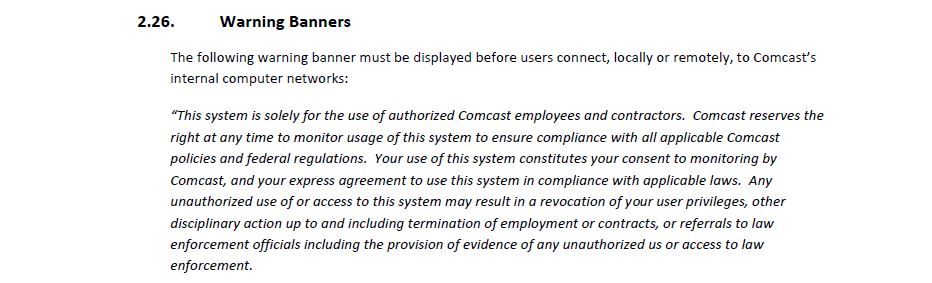 2.26. Warning Banners
The following warning banner must be displayed before users connect, locally or remotely, to Comcast's
internal computer networks:
"This system is solely for the use of authorized Comcast employees and contractors.  Comcast reserves the
right at any time to monitor usage of this system to ensure compliance with all applicable Comcast
policies and federal regulations.  Your use of this system constitutes your consent to monitoring by
Comcast, and your express agreement to use this system in compliance with applicable laws.  Any
unauthorized use of or access to this system may result in a revocation of your user privileges, other
disciplinary action up to and including termination of employment or contracts, or referrals to law
enforcement officials including the provision of evidence of any unauthorized us or access to law
enforcement.